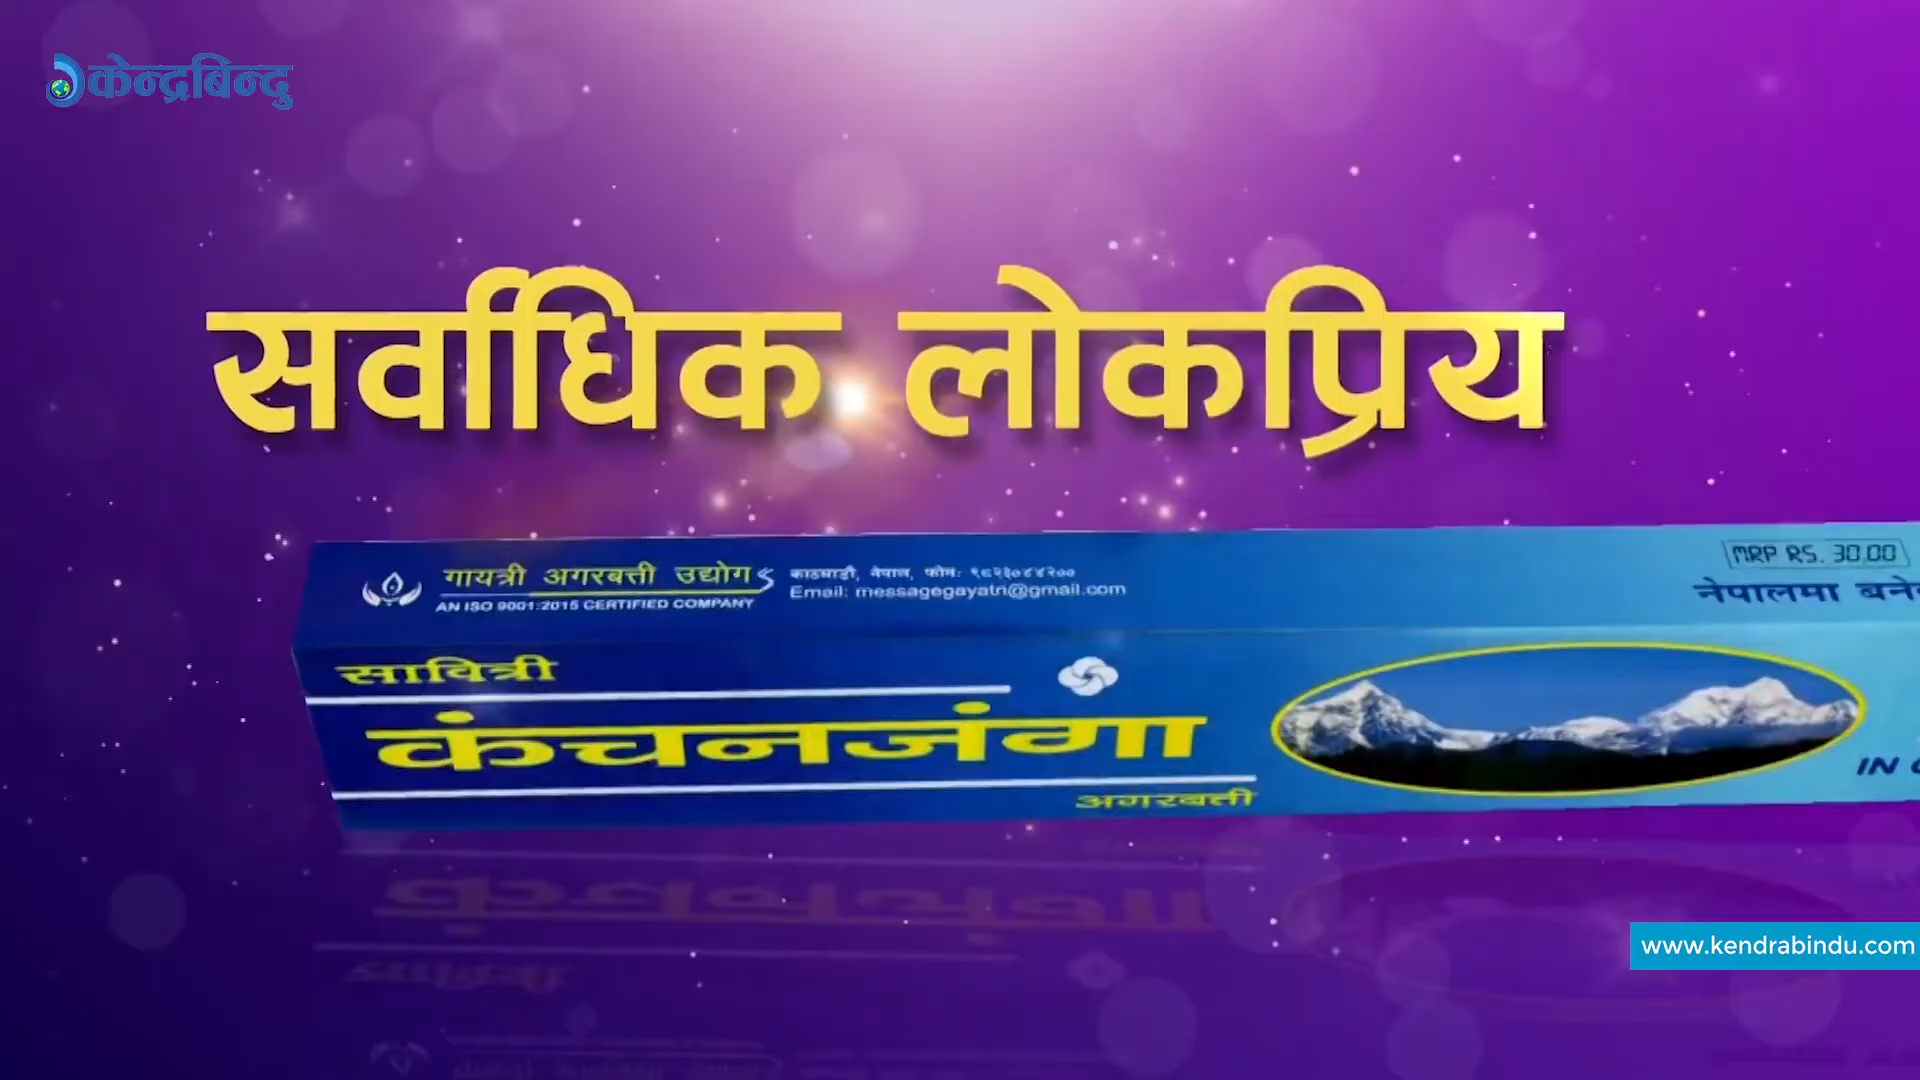 केन्द्रबिन्दु
सर्वाधिक लोकप्रिय
MRP RS. 30.00
गायत्री अगरबत्ती उद्योग
काठमाडौं, नेपाल, फोन: ९८२३०४४२००
AN ISO 9001:2015 CERTIFIED COMPANY
Email: messagegayatri@gmail.com
नेपालमा
सावित्री
कंचनजंगा
अगरबत्ती
IN
www.kendrabindu.com